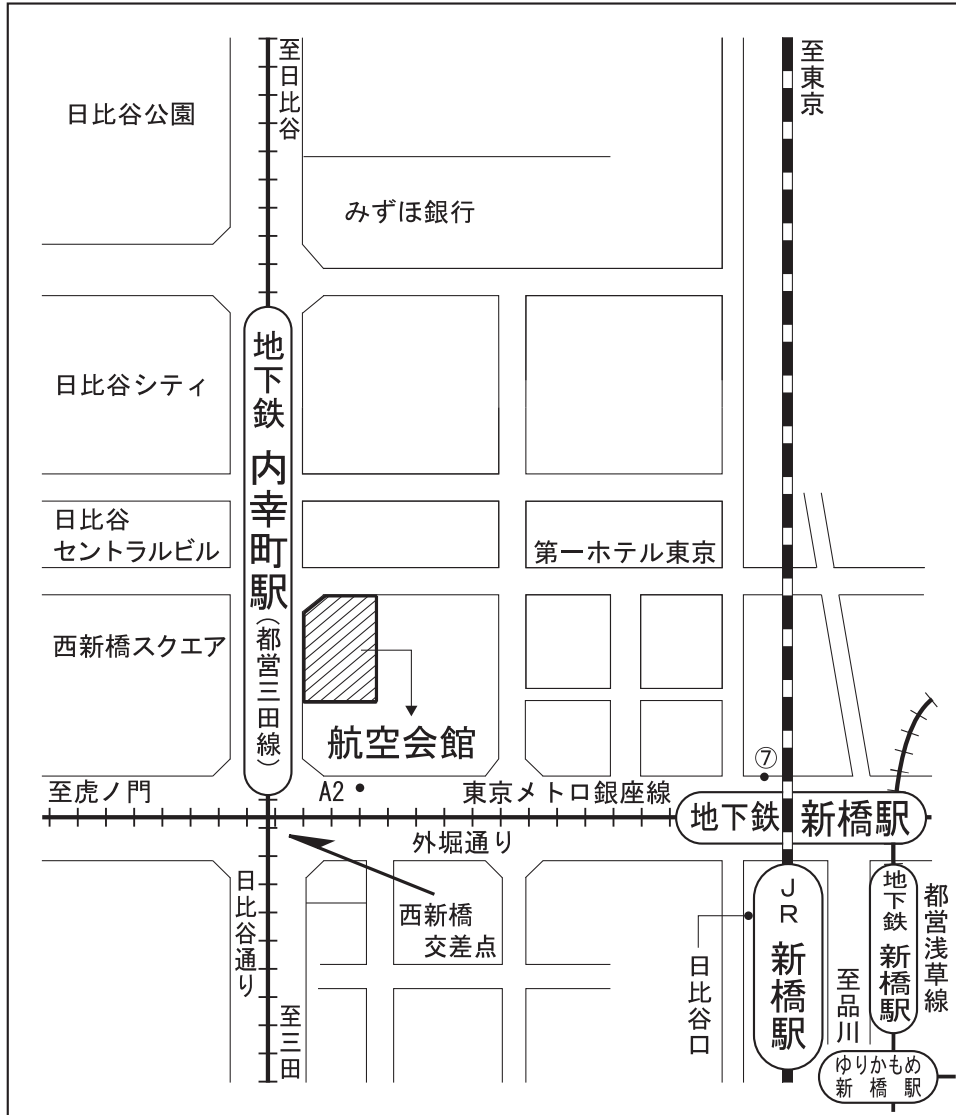 至日比谷
至東京
日比谷公園
みずほ銀行
日比谷シティ
地下鉄 内幸町駅(都営三田線)
日比谷
セントラルビル
第一ホテル東京
西新橋スクエア
航空会館
⑦
至虎ノ門
A2
東京メトロ銀座線
地下鉄 新橋駅
外堀通り
日比谷通り
西新橋
交差点
JR 新橋駅
地下鉄 新橋駅
都営浅草線
日比谷口
至品川
至三田
ゆりかもめ
新橋駅